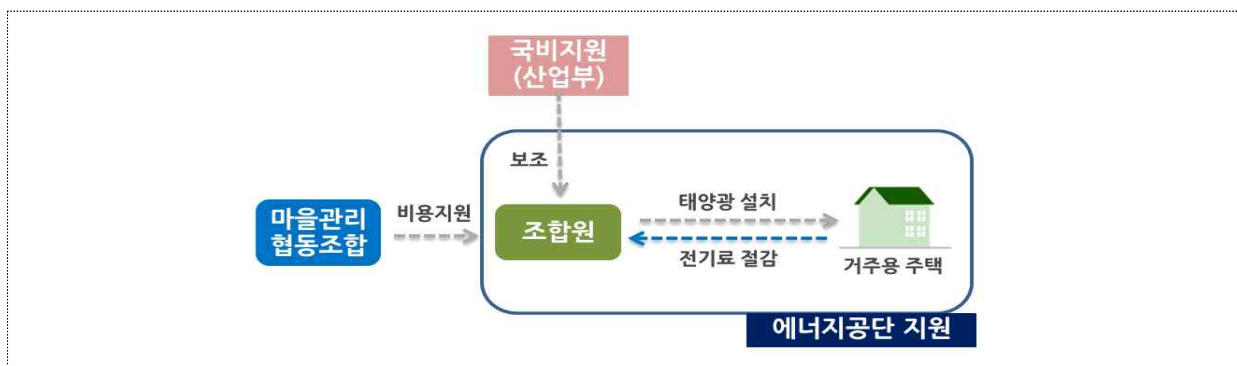 국비지원
(산업부)
보조
마을관리
협동조합
비용지원
조합원
태양광 설치
전기료 절감
거주용 주택
에너지공단 지원